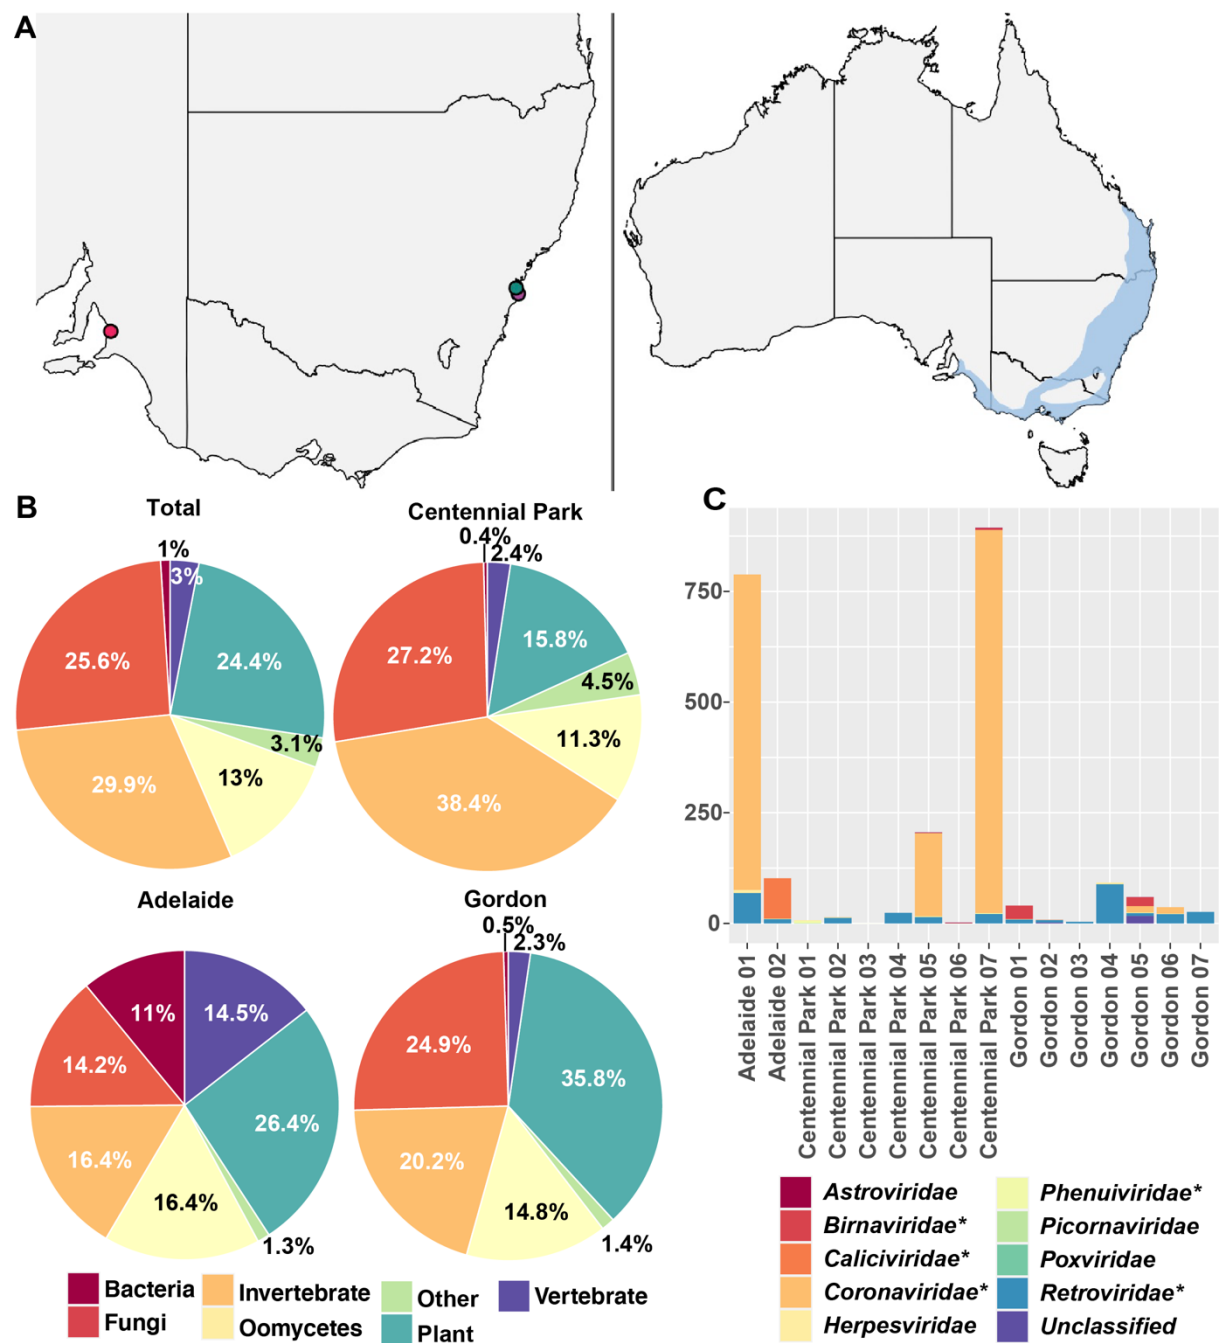 A
B
Total
1%
3%
24.4%
3.1%
13%
29.9%
25.6%
Centennial Park
0.4%
2.4%
15.8%
4.5%
11.3%
38.4%
27.2%
Adelaide
11%
14.5%
26.4%
1.3%
16.4%
16.4%
14.2%
Gordon
0.5%
2.3%
35.8%
1.4%
14.8%
20.2%
24.9%
Bacteria
Fungi
Invertebrate
Oomycetes
Other
Plant
Vertebrate
C
750
500
250
0
Adelaide 01
Adelaide 02
Centennial Park 01
Centennial Park 02
Centennial Park 03
Centennial Park 04
Centennial Park 05
Centennial Park 06
Centennial Park 07
Gordon 01
Gordon 02
Gordon 03
Gordon 04
Gordon 05
Gordon 06
Gordon 07
Astroviridae
Birnaviridae*
Caliciviridae*
Coronaviridae*
Herpesviridae
Phenuiviridae*
Picornaviridae
Poxviridae
Retroviridae*
Unclassified